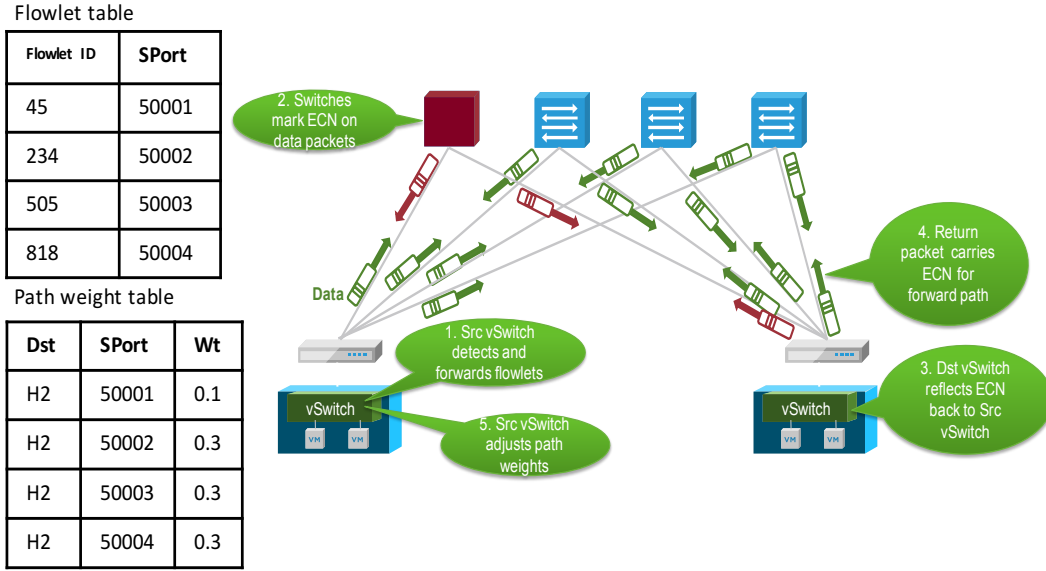 Flowlet table
Flowlet ID SPort
45 50001
234 50002
505 50003
818 50004
Path weight table
Dst SPort Wt
H2 50001 0.1
H2 50002 0.3
H2 50003 0.3
H2 50004 0.3
2. Switches
mark ECN on
data packets
Data
1. Src vSwitch
detects and
forwards flowlets
vSwitch
VM VM
5. Src vSwitch
adjusts path
weights
4. Return
packet carries
ECN for
forward path
3. Dst vSwitch
reflects ECN
back to Src
vSwitch
vSwitch
VM VM